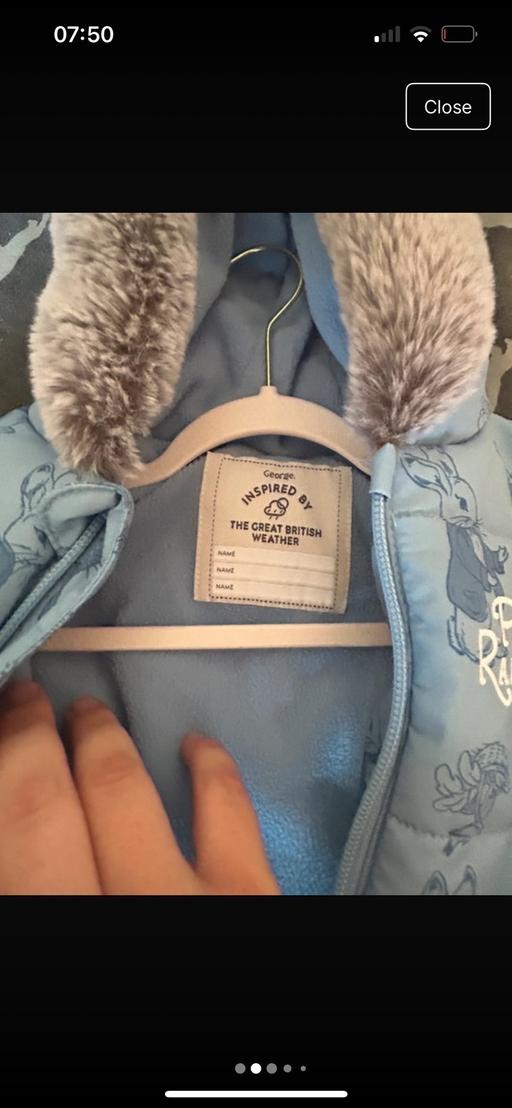 07:50
Close
George.
INSPIRED BY
THE GREAT BRITISH
WEATHER
NAME
NAME
NAME